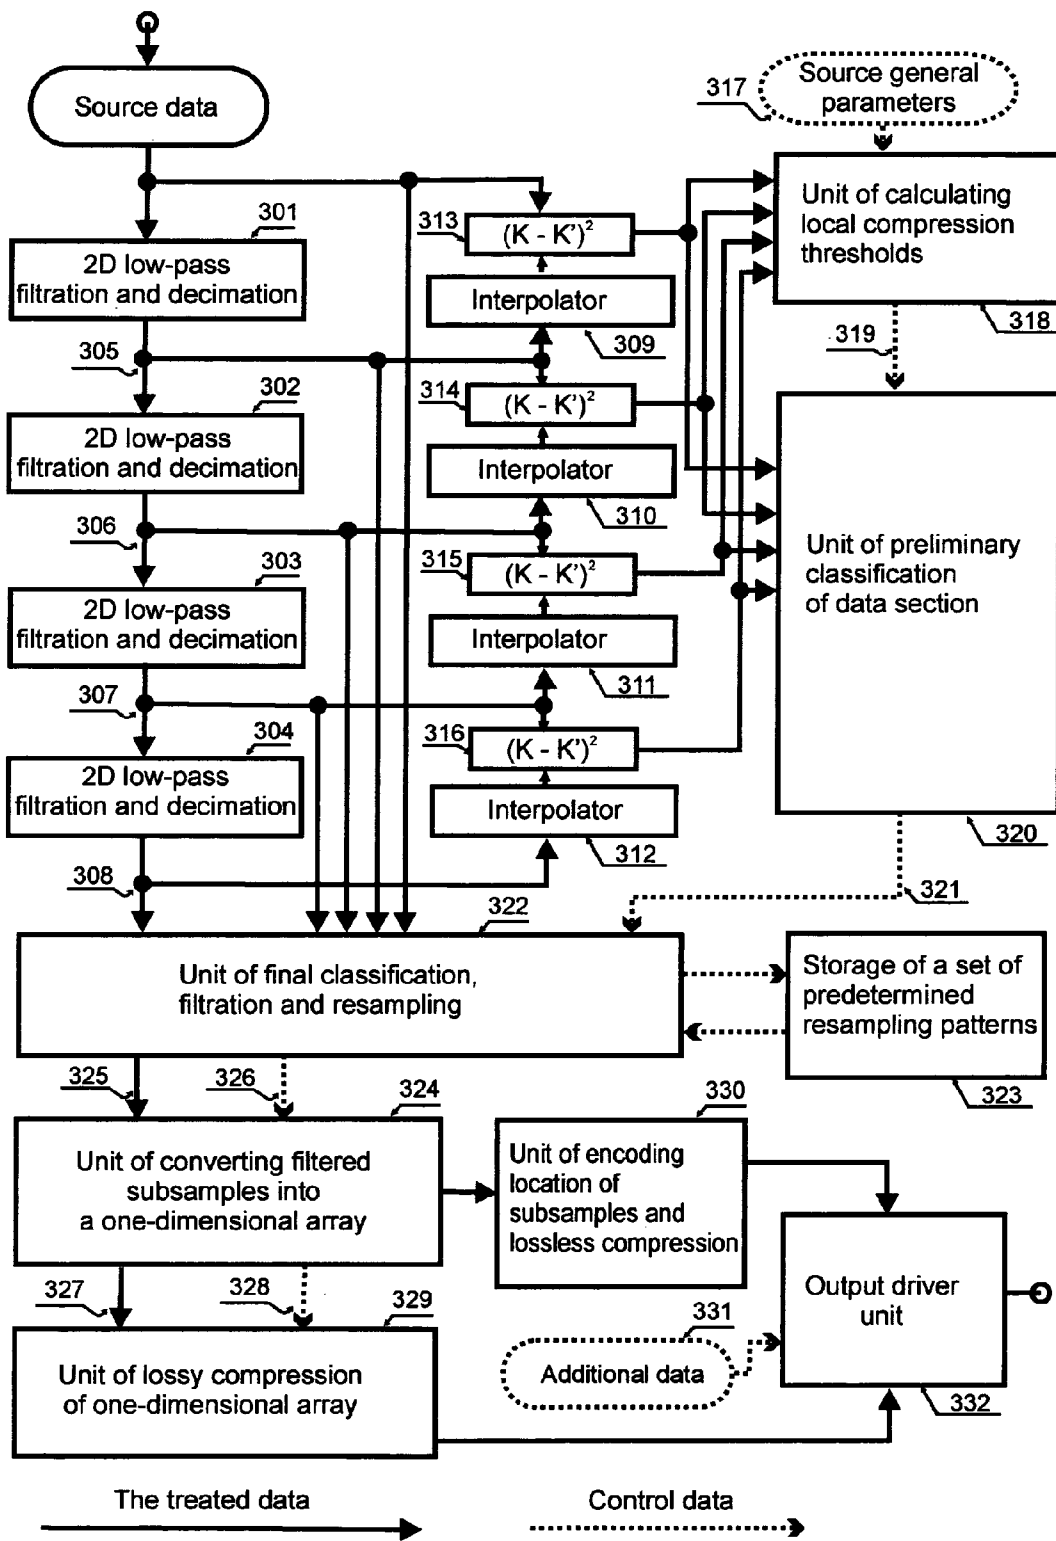 Source data
317
Source general
parameters
301
2D low-pass
filtration and decimation
313
(K - K')²
Unit of calculating
local compression
thresholds
Interpolator
309
318
305
319
302
314
(K - K')²
2D low-pass
filtration and decimation
Interpolator
310
306
303
315
(K - K')²
Unit of preliminary
classification
of data section
2D low-pass
filtration and decimation
Interpolator
311
307
304
316
(K - K')²
2D low-pass
filtration and decimation
Interpolator
312
320
308
321
322
Unit of final classification,
filtration and resampling
Storage of a set of
predetermined
resampling patterns
323
325
326
324
330
Unit of converting filtered
subsamples into
a one-dimensional array
Unit of encoding
location of
subsamples and
lossless compression
327
328
329
Output driver
unit
331
Additional data
332
Unit of lossy compression
of one-dimensional array
The treated data
Control data